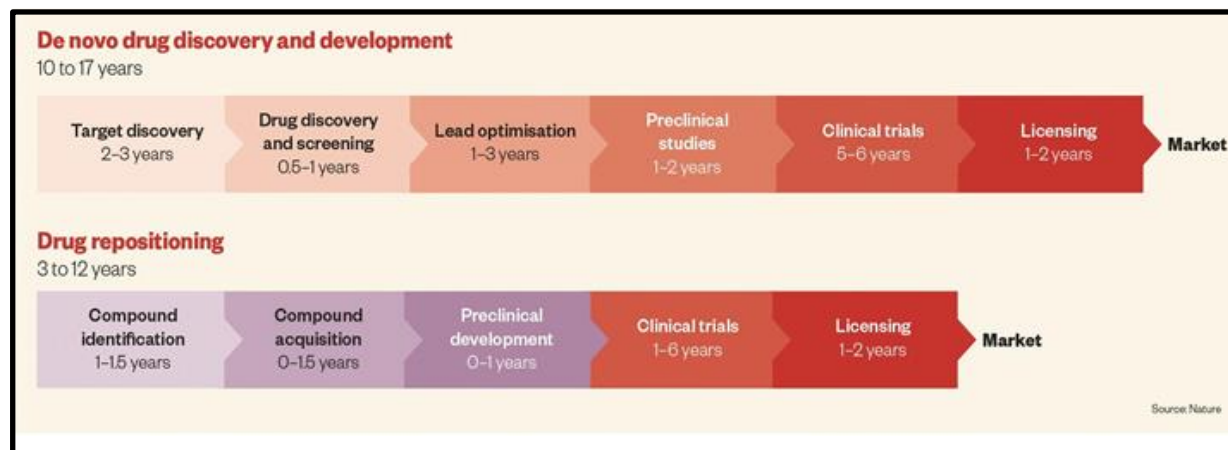 De novo drug discovery and development
10 to 17 years
Target discovery
2–3 years
Drug discovery
and screening
0.5–1 years
Lead optimisation
1–3 years
Preclinical
studies
1–2 years
Clinical trials
5–6 years
Licensing
1–2 years
Market
Drug repositioning
3 to 12 years
Compound
identification
1–1.5 years
Compound
acquisition
0–1.5 years
Preclinical
development
0–1 years
Clinical trials
1–6 years
Licensing
1–2 years
Market
Source: Nature